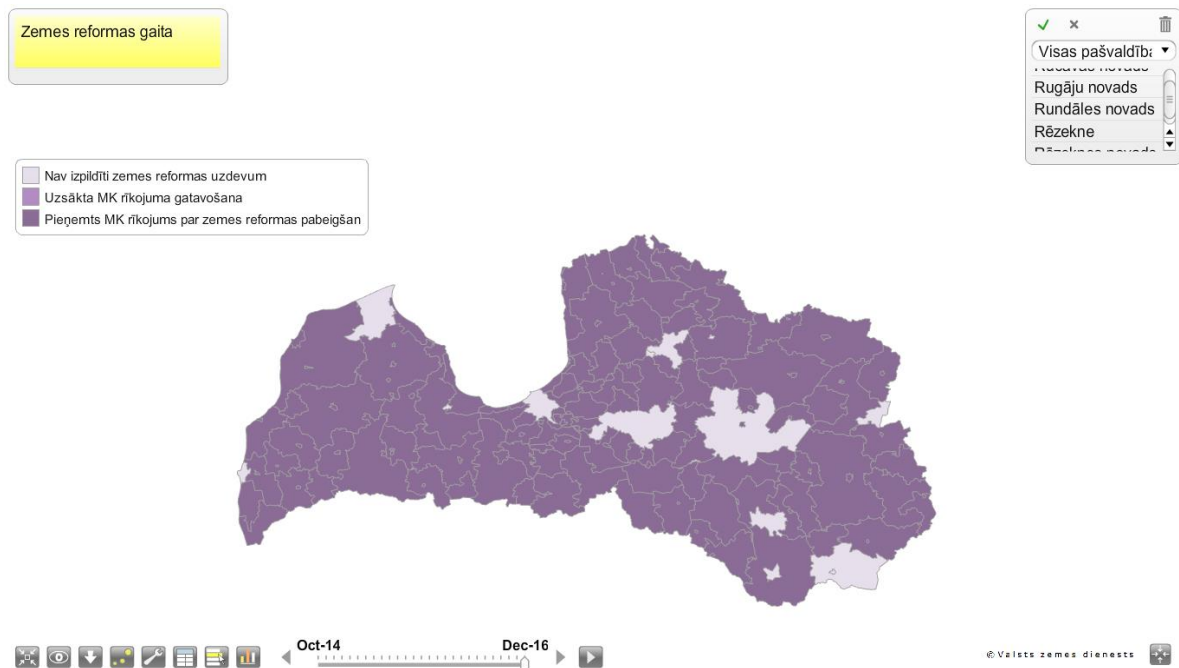 Zemes reformas gaita
Visas pašvaldība
Rugāju novads
Rundāles novads
Rēzekne
Nav izpildīti zemes reformas uzdevum
Uzsākta MK rīkojuma gatavošana
Pieņemts MK rīkojums par zemes reformas pabeigšan
Oct-14
Dec-16
© Valsts zemes dienests